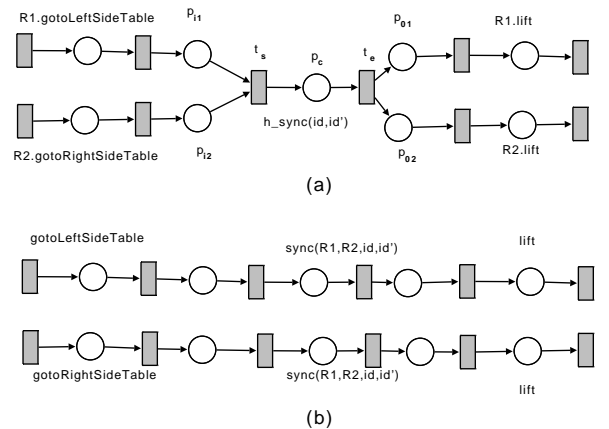 R1.gotoLeftSideTable
p_i1
t_s
p_c
t_e
p_01
R1.lift
h_sync(id,id')
R2.gotoRightSideTable
p_i2
p_02
R2.lift
(a)
gotoLeftSideTable
sync(R1,R2,id,id')
lift
gotoRightSideTable
sync(R1,R2,id,id')
lift
(b)